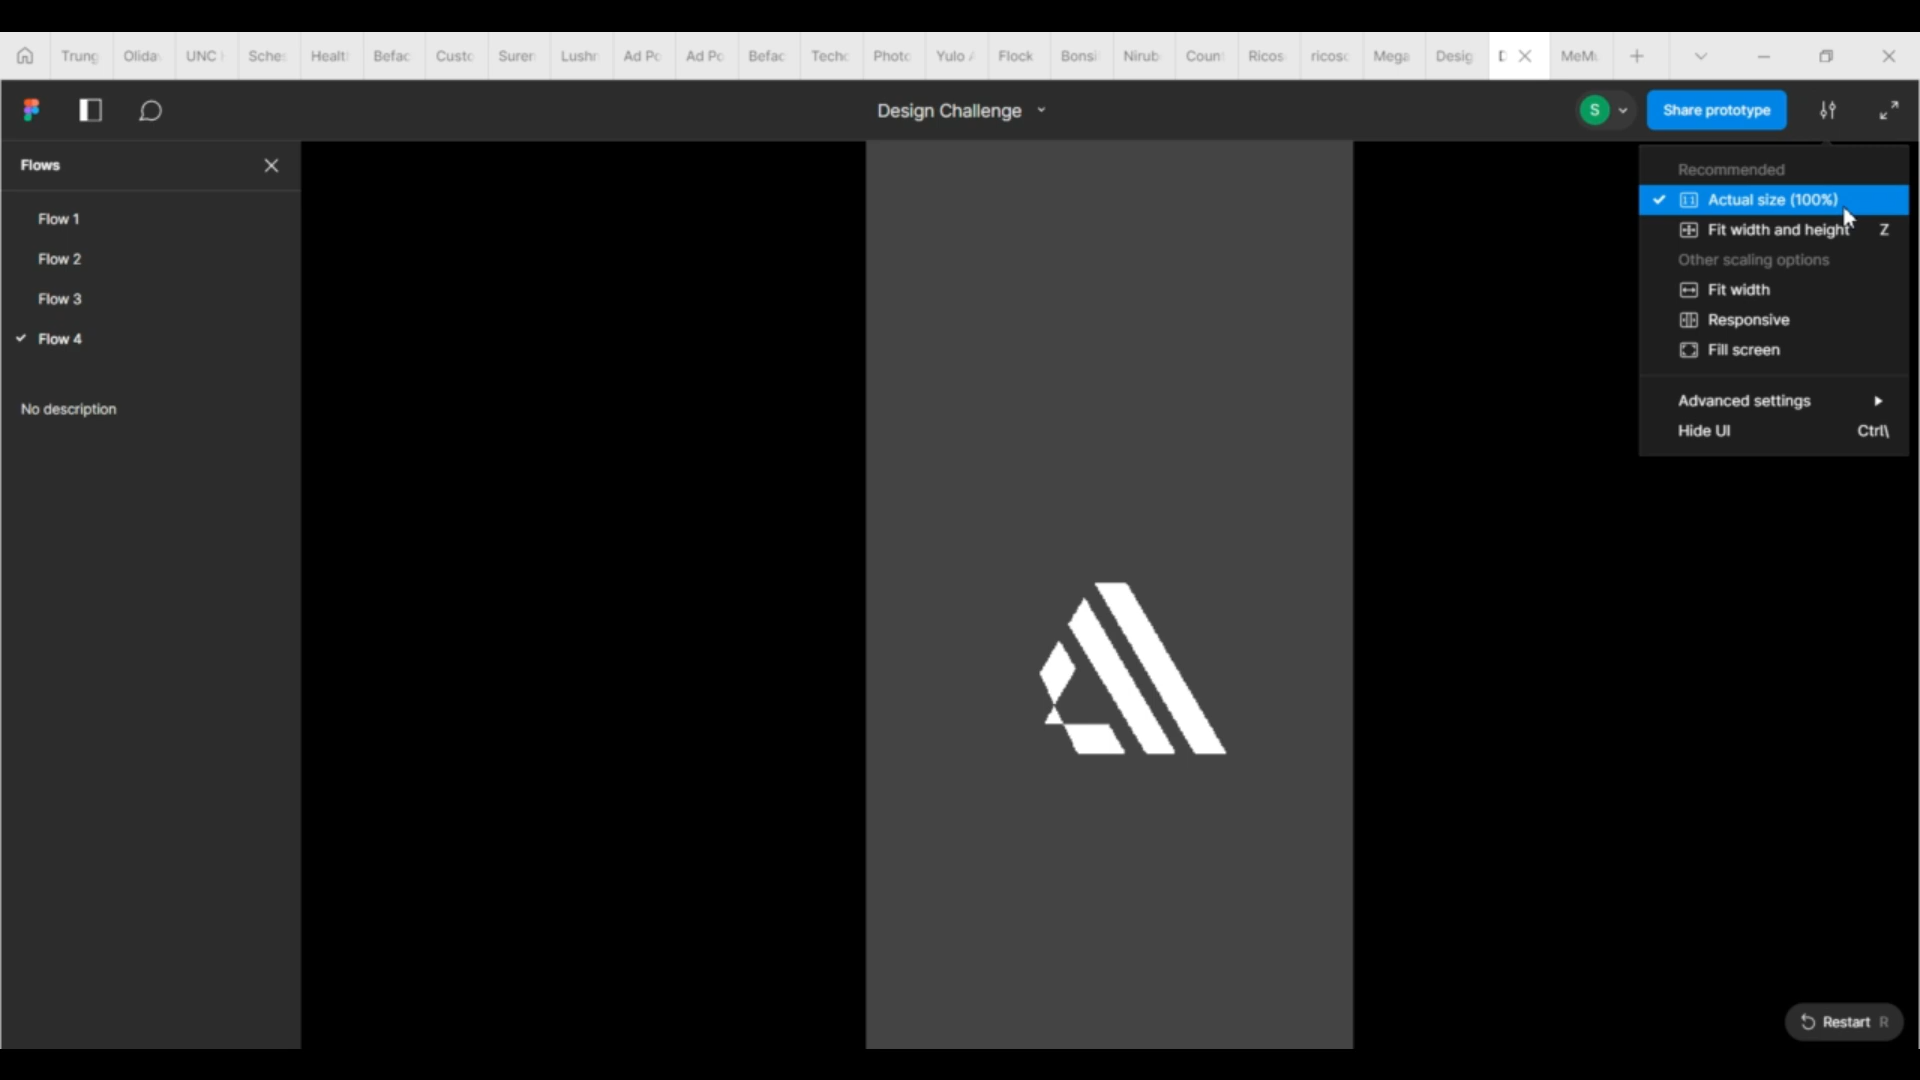 Trung Olida UNC Sche Healt Befac Custo Suren Lushr Ad Po Ad Po Befac Techo Photo Yulo Flock Bonsi Nirub Coun Ricos ricosc Mega Desig D MeMo
Design Challenge
S
Share prototype
Flows
Flow 1
Flow 2
Flow 3
Flow 4
No description
Recommended
Actual size (100%)
Fit width and height Z
Other scaling options
Fit width
Responsive
Fill screen
Advanced settings
Hide UI Ctrl\
Restart R